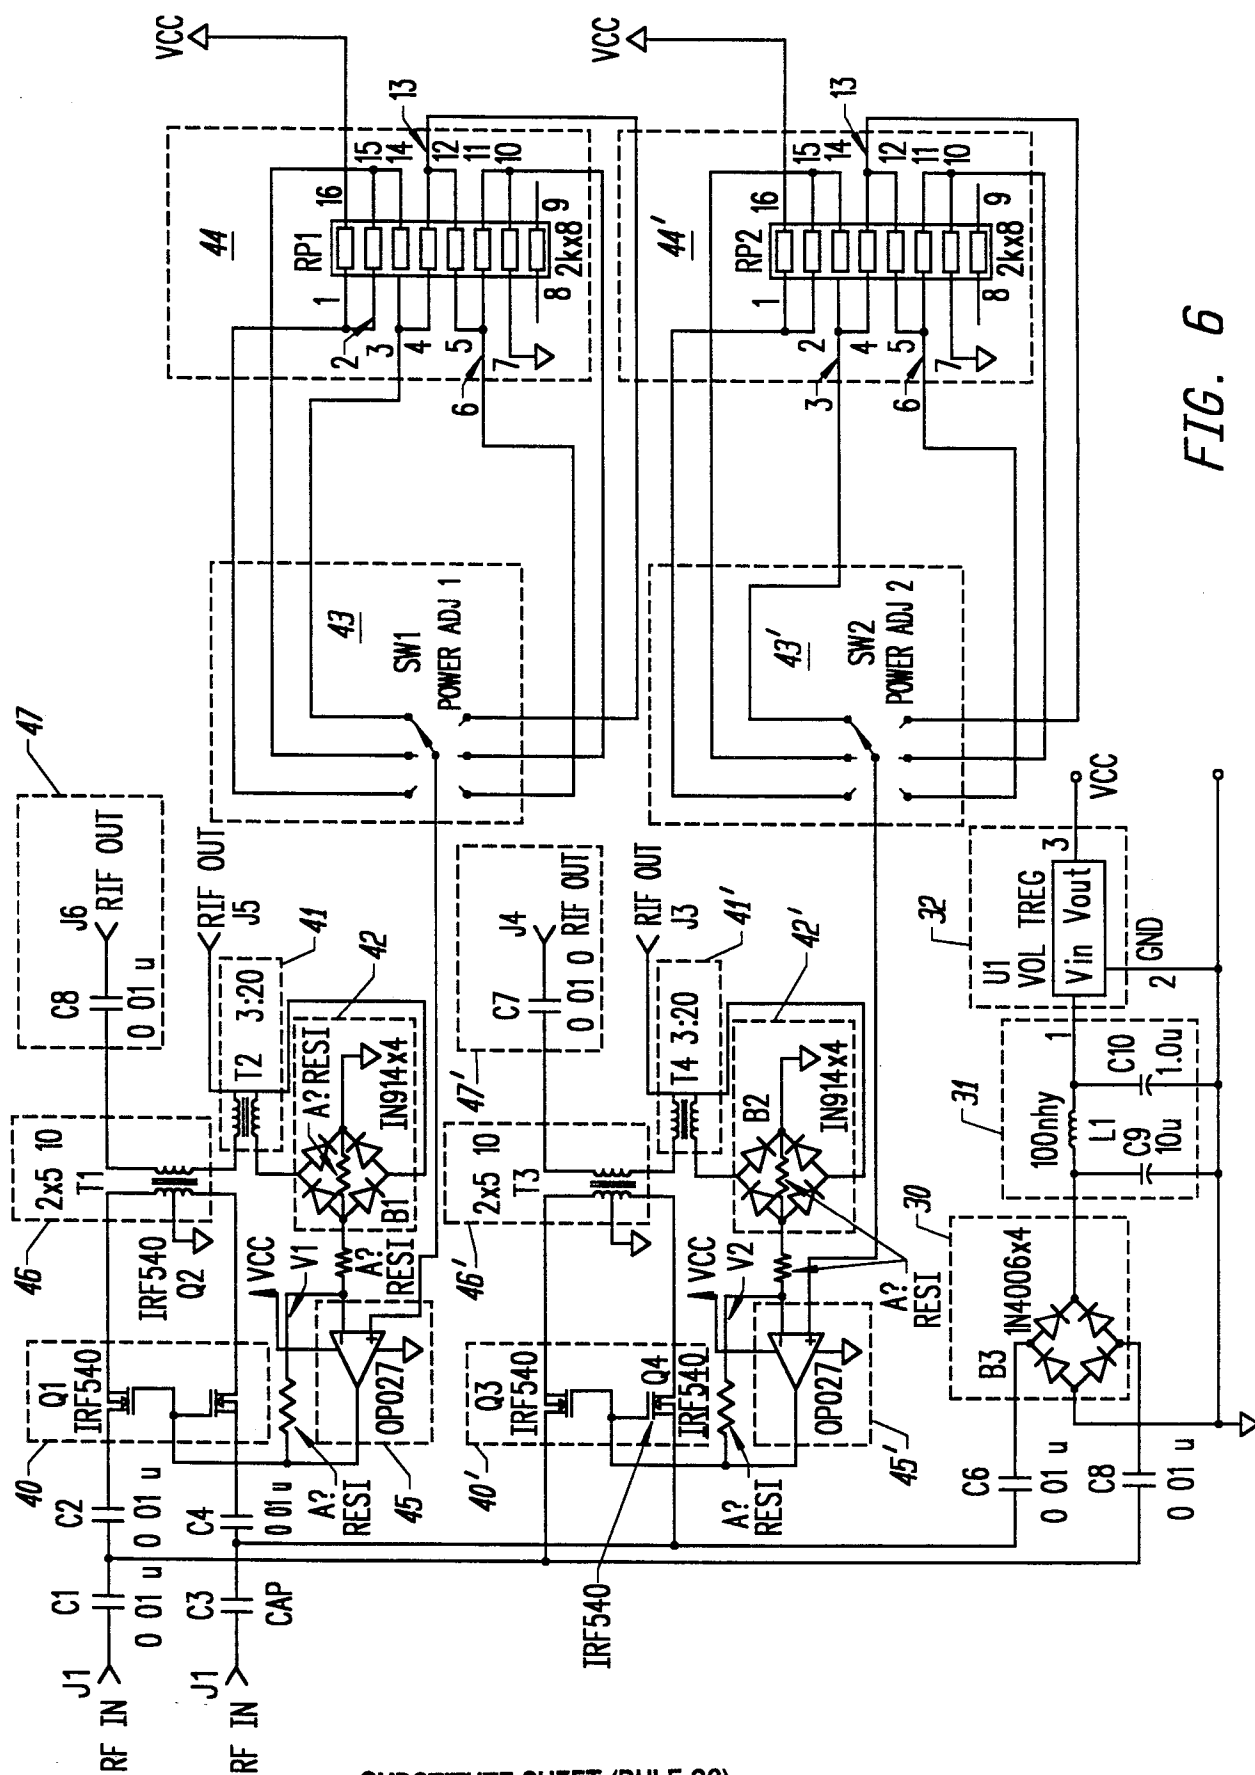 47
J6
RIF OUT
C8
0 01 u
RIF OUT
J5
41
T2 3:20
42
A?
RESI
IN914x4
B1
A?
RESI
46
2x5 10
T1
IRF540
Q2
VCC
V1
40
Q1
IRF540
OPO27
45
A?
RESI
C2
0 01 u
C4
0 01 u
C1
0 01 u
C3
CAP
J1
RF IN
J1
RF IN
43
SW1
POWER ADJ 1
44
RP1
2kx8
VCC
1
2
3
4
5
6
7
8
16
15
14
13
12
11
10
9
47'
J4
RIF OUT
C7
0 01 0
RIF OUT
J3
41'
T4 3:20
42'
B2
IN914x4
46'
2x5 10
T3
VCC
V2
A?
RESI
40'
Q3
IRF540
Q4
IRF540
OPO27
45'
A?
RESI
IRF540
43'
SW2
POWER ADJ 2
44'
RP2
2kx8
VCC
1
2
3
4
5
6
7
8
16
15
14
13
12
11
10
9
C6
0 01 u
C8
0 01 u
30
B3
1N4006x4
31
100nhy
L1
C9
10u
C10
1.0u
32
U1
VOL TREG
Vin Vout
1
2
GND
3
VCC
FIG. 6